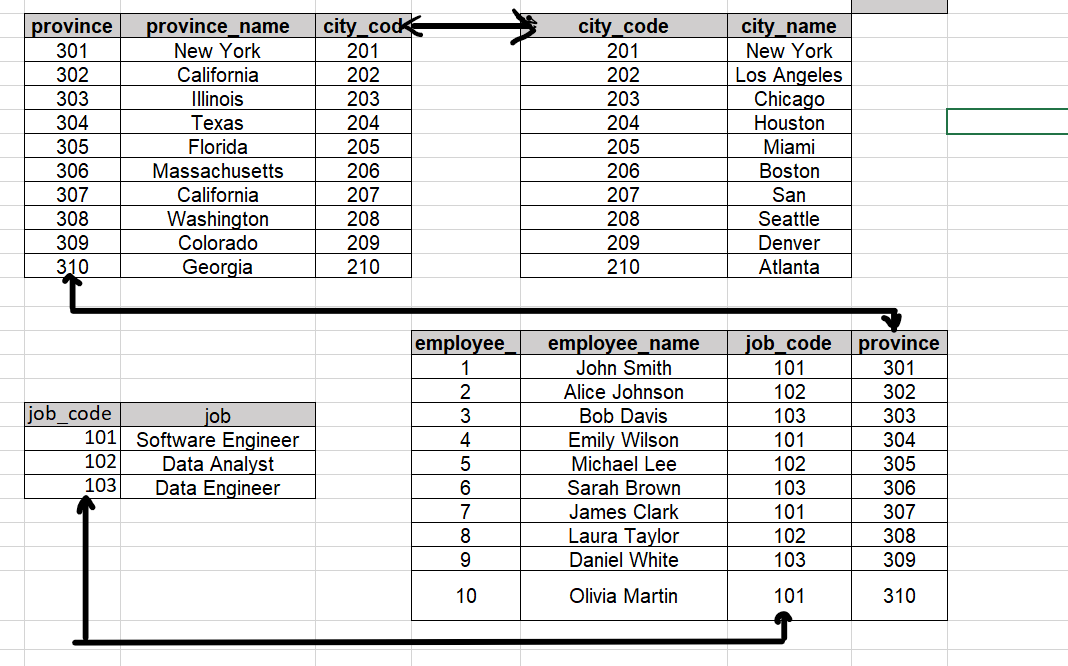 province province_name city_cod city_code city_name
301 New York 201 201 New York
302 California 202 202 Los Angeles
303 Illinois 203 203 Chicago
304 Texas 204 204 Houston
305 Florida 205 205 Miami
306 Massachusetts 206 206 Boston
307 California 207 207 San
308 Washington 208 208 Seattle
309 Colorado 209 209 Denver
310 Georgia 210 210 Atlanta
employee_ employee_name job_code province
1 John Smith 101 301
2 Alice Johnson 102 302
3 Bob Davis 103 303
4 Emily Wilson 101 304
5 Michael Lee 102 305
6 Sarah Brown 103 306
7 James Clark 101 307
8 Laura Taylor 102 308
9 Daniel White 103 309
10 Olivia Martin 101 310
job_code job
101 Software Engineer
102 Data Analyst
103 Data Engineer